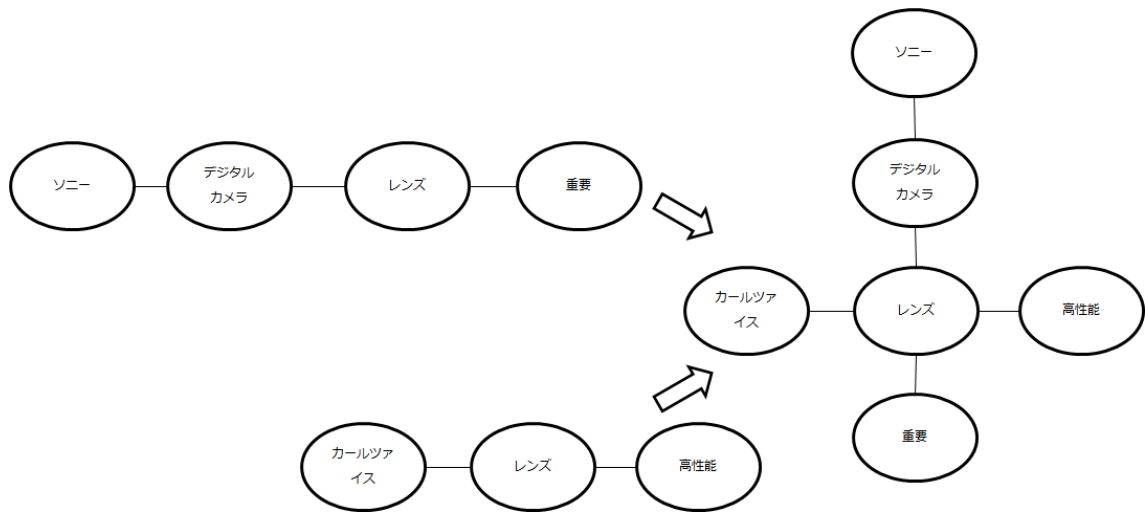 ソニー
デジタル
カメラ
レンズ
重要
カールツァ
イス
レンズ
高性能
ソニー
デジタル
カメラ
カールツァ
イス
レンズ
高性能
重要